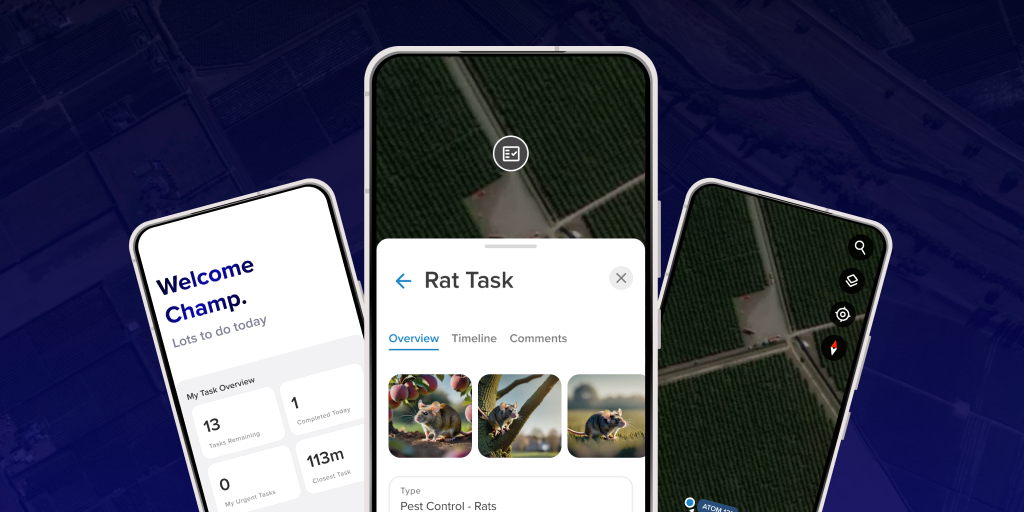 Welcome
Champ.
Lots to do today
My Task Overview
13
Tasks Remaining
1
Completed Today
0
My Urgent Tasks
113m
Closest Task
Rat Task
Overview Timeline Comments
Type
Pest Control - Rats
ATOM